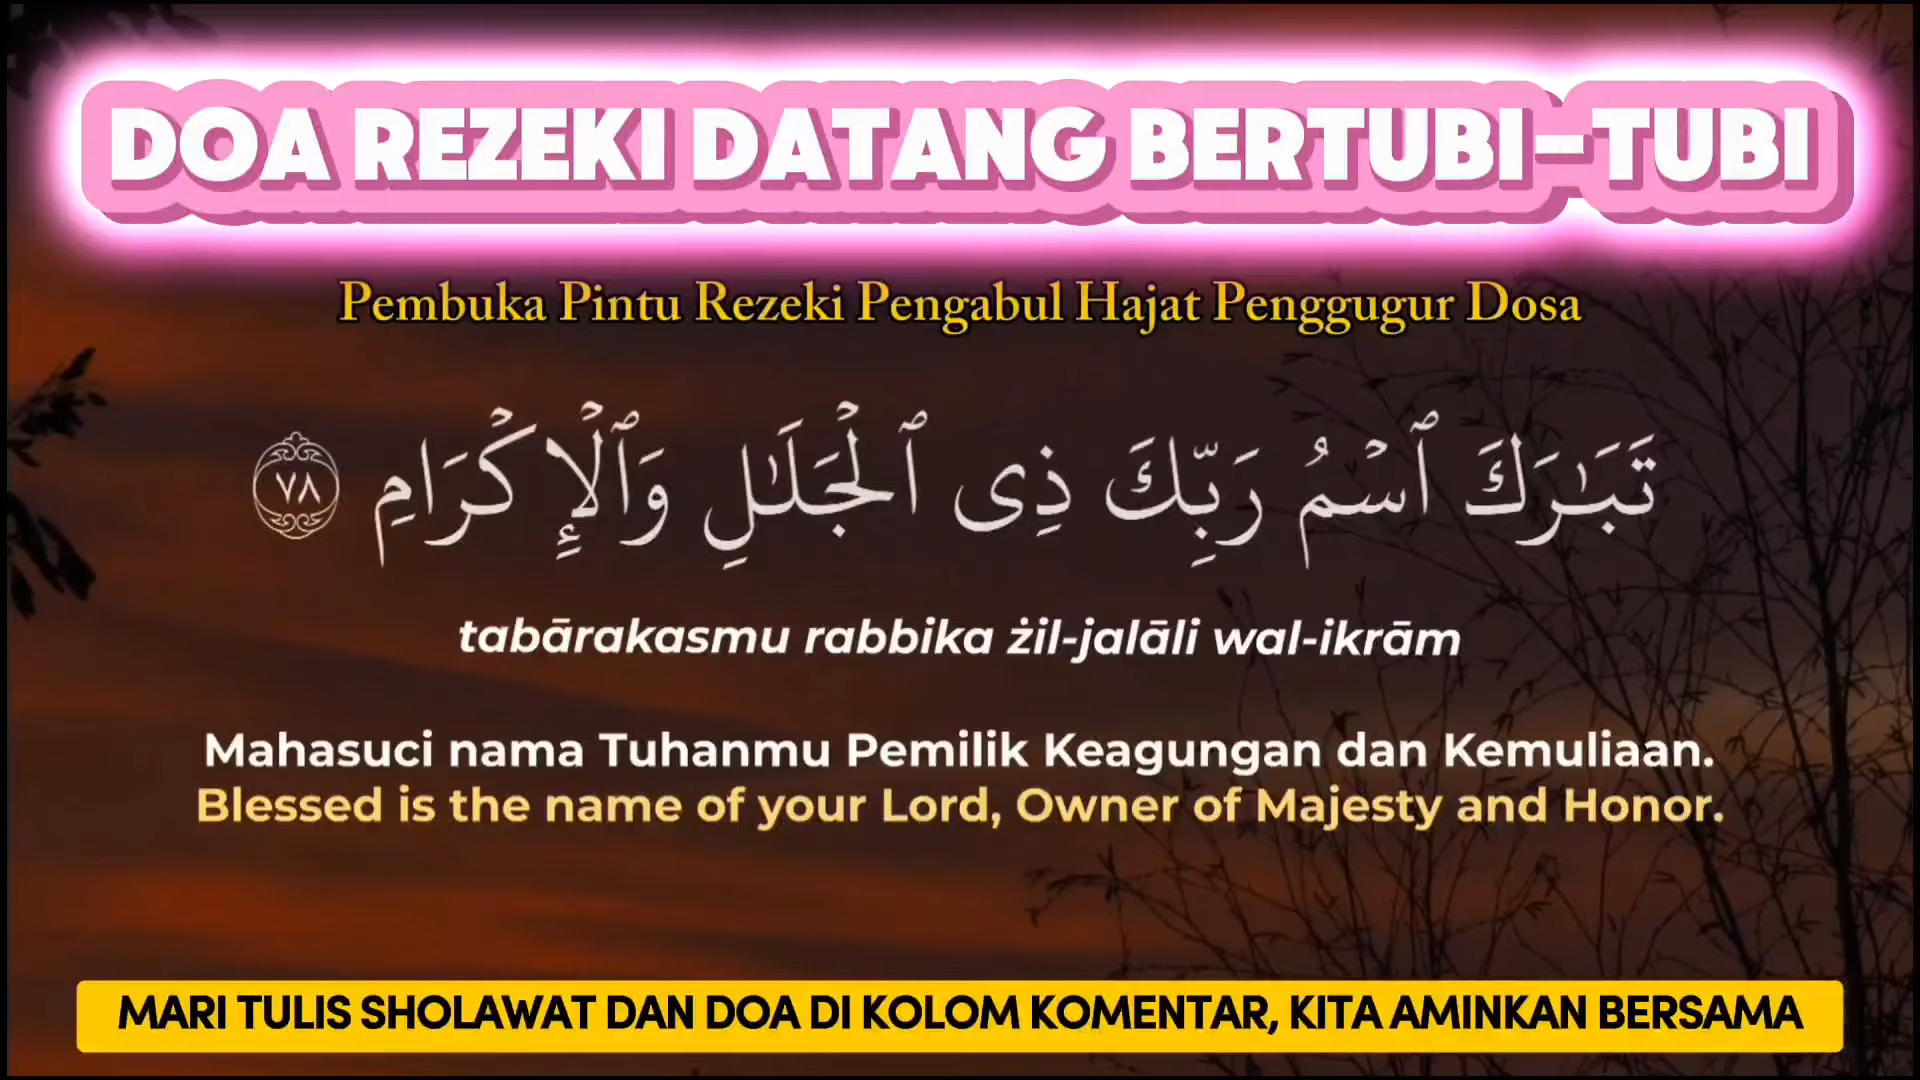 DOA REZEKI DATANG BERTUBI-TUBI
Pembuka Pintu Rezeki Pengabul Hajat Penggugur Dosa
تَبَـٰرَكَ ٱسْمُ رَبِّكَ ذِى ٱلْجَلَـٰلِ وَٱلْإِكْرَامِ ٧٨
tabārakasmu rabbika żil-jalāli wal-ikrām
Mahasuci nama Tuhanmu Pemilik Keagungan dan Kemuliaan.
Blessed is the name of your Lord, Owner of Majesty and Honor.
MARI TULIS SHOLAWAT DAN DOA DI KOLOM KOMENTAR, KITA AMINKAN BERSAMA